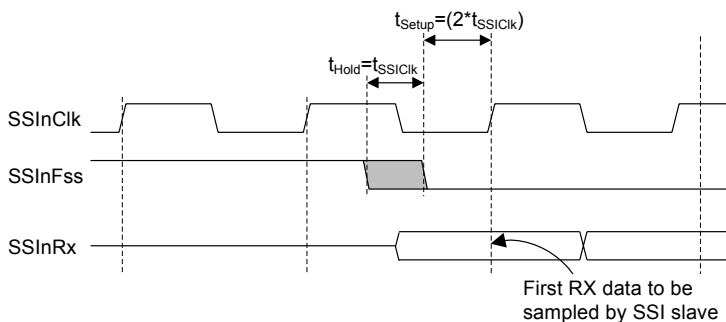 tSetup=(2*tSSIClk)
tHold=tSSIClk
SSInClk
SSInFss
SSInRx
First RX data to be
sampled by SSI slave